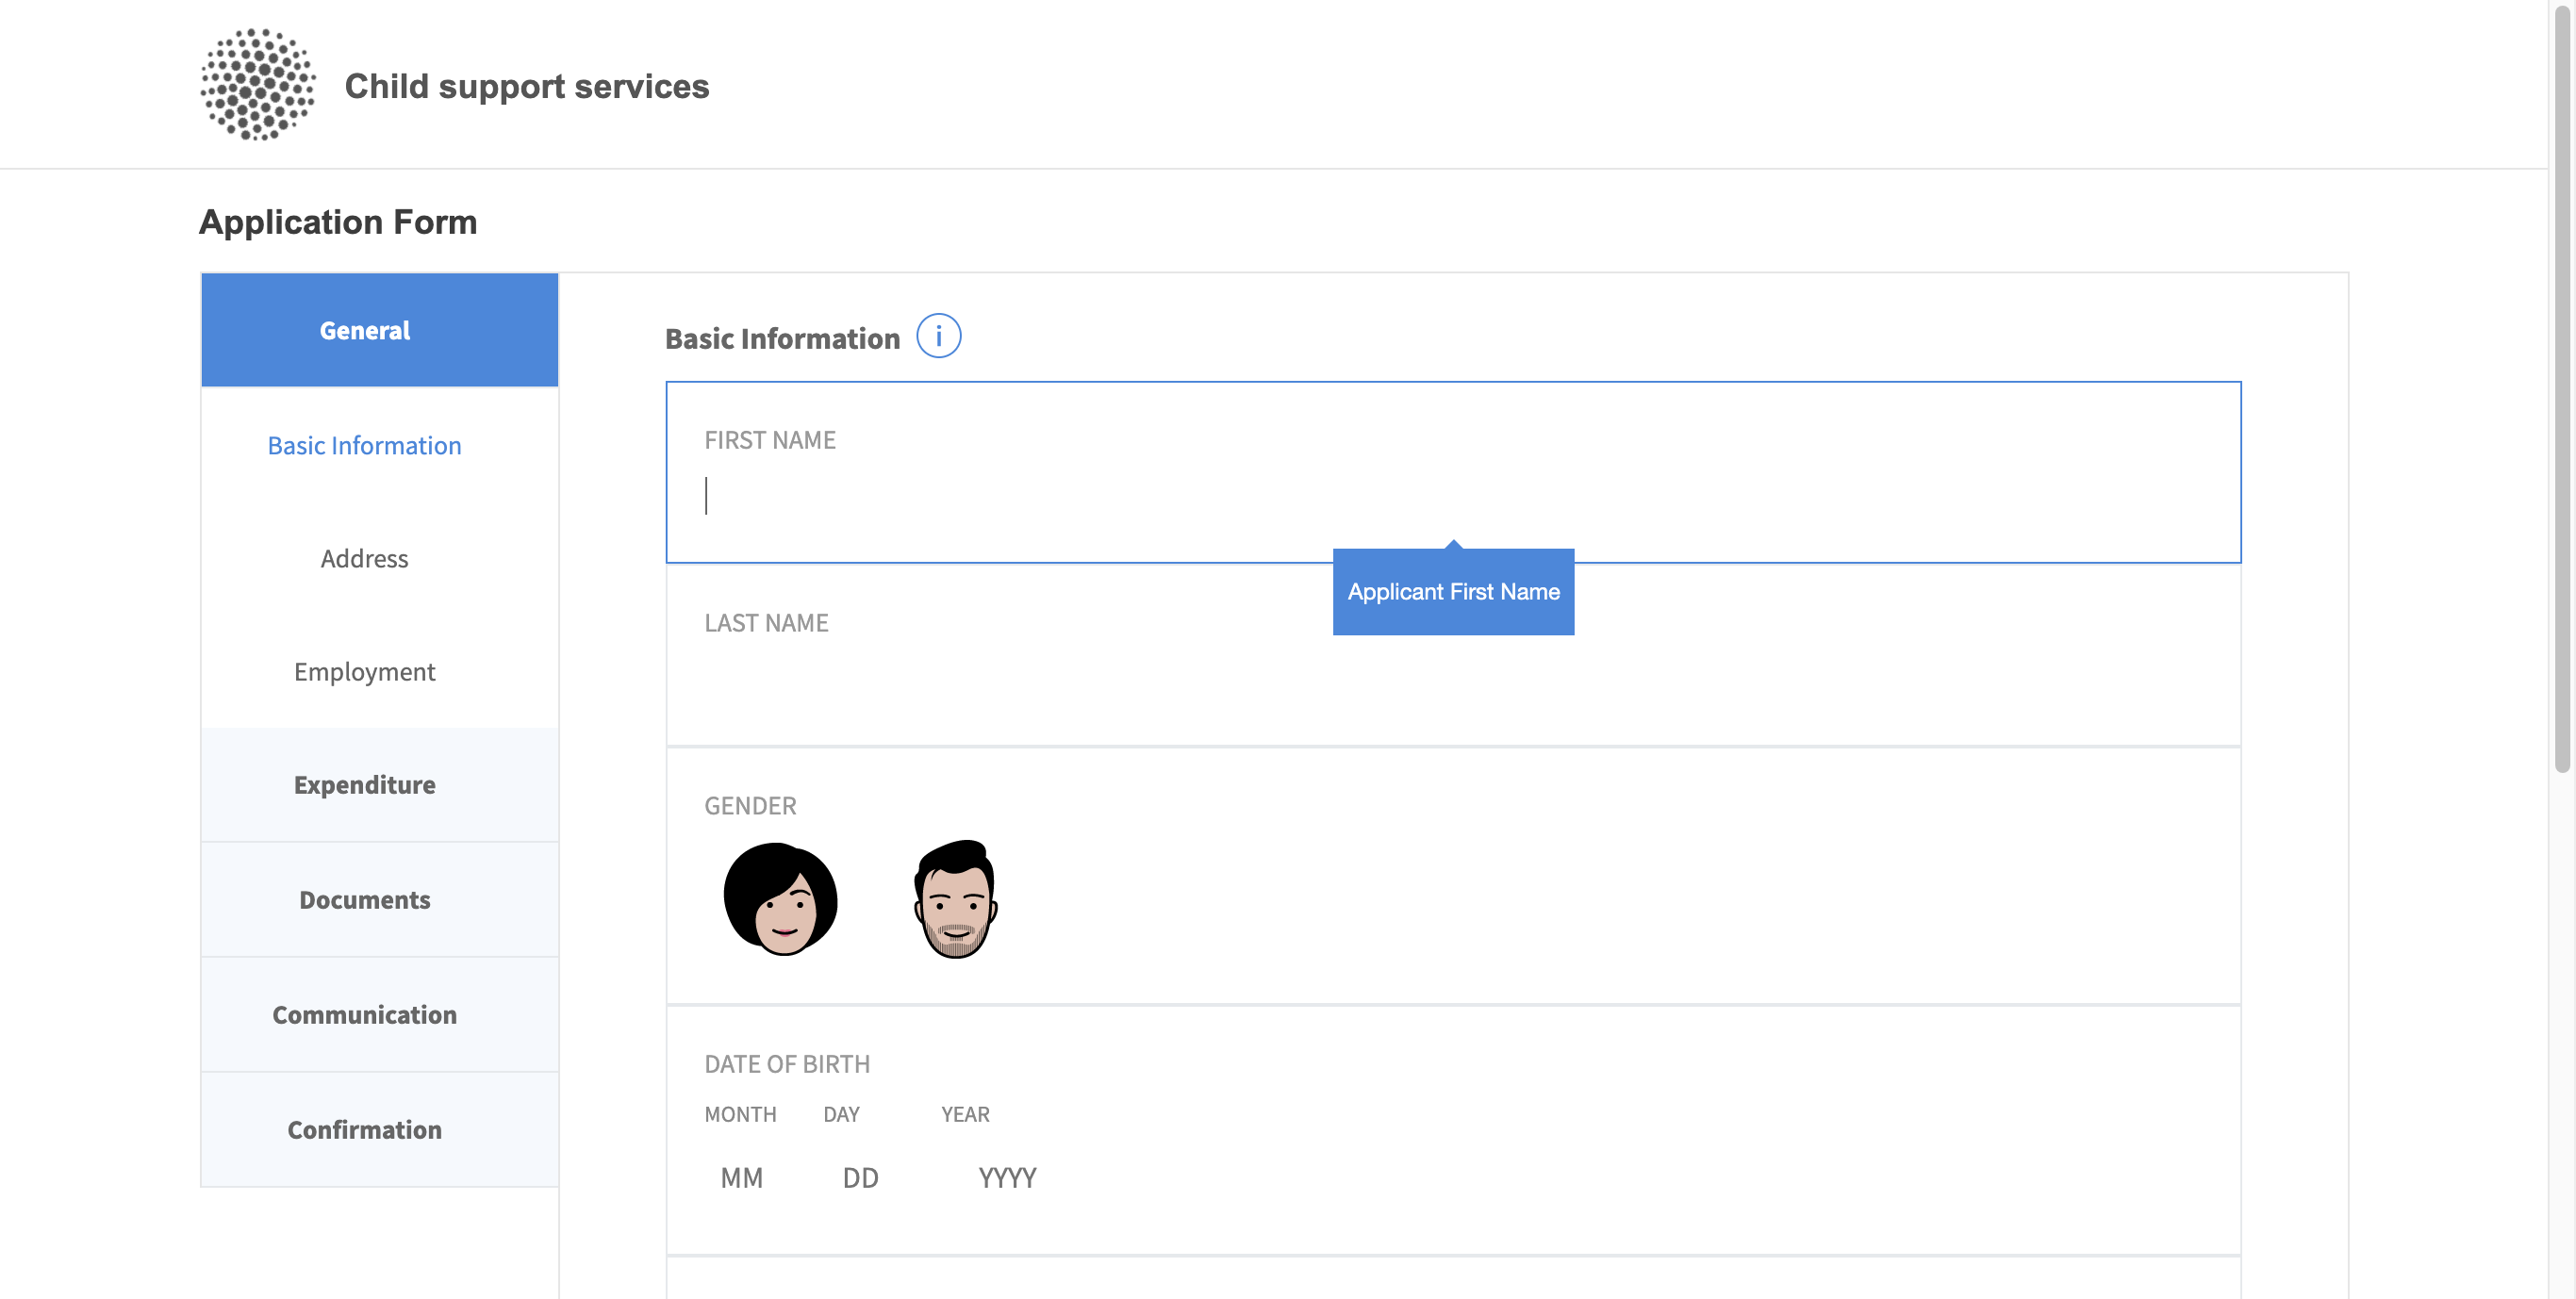 Child support services
Application Form
General
Basic Information
Address
Employment
Expenditure
Documents
Communication
Confirmation
Basic Information i
FIRST NAME
Applicant First Name
LAST NAME
GENDER
DATE OF BIRTH
MONTH DAY YEAR
MM DD YYYY